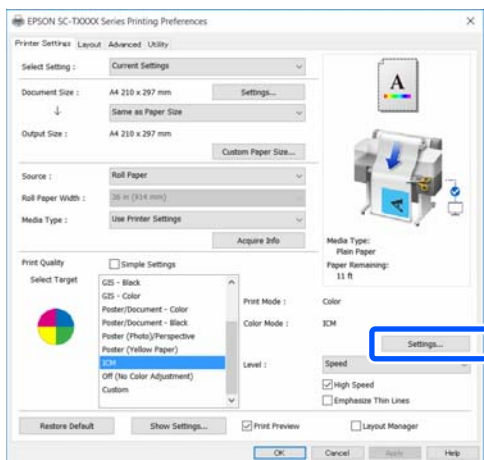 EPSON SC-TXXXX Series Printing Preferences
Printer Settings Layout Advanced Utility
Select Setting : Current Settings
Document Size : A4 210 x 297 mm Settings...
Same as Paper Size
Output Size : A4 210 x 297 mm
Custom Paper Size...
Source : Roll Paper
Roll Paper Width : 36 in (914 mm)
Media Type : Use Printer Settings
Acquire Info
A
Media Type:
Plain Paper
Paper Remaining:
11 ft
Print Quality Simple Settings
Select Target
GIS - Black
GIS - Color
Poster/Document - Color
Poster/Document - Black
Poster (Photo)/Perspective
Poster (Yellow Paper)
ICM
Off (No Color Adjustment)
Custom
Print Mode : Color
Color Mode : ICM
Settings...
Level : Speed
High Speed
Emphasize Thin Lines
Restore Default Show Settings... Print Preview Layout Manager
OK Cancel Apply Help